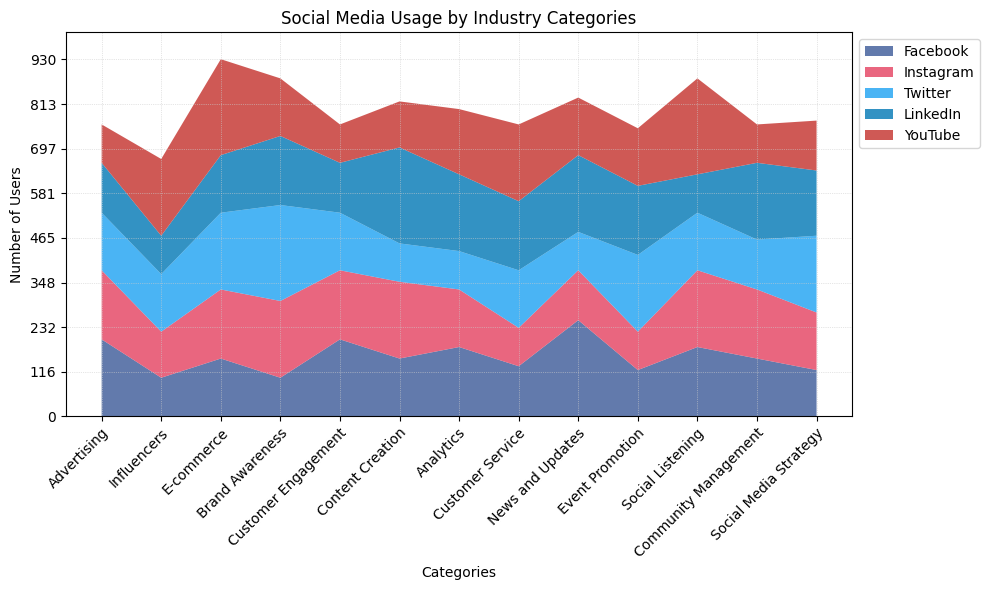 Social Media Usage by Industry Categories
930
813
697
581
465
348
232
116
0
Number of Users
Advertising
Influencers
E-commerce
Brand Awareness
Customer Engagement
Content Creation
Analytics
Customer Service
News and Updates
Event Promotion
Social Listening
Community Management
Social Media Strategy
Categories
Facebook
Instagram
Twitter
LinkedIn
YouTube